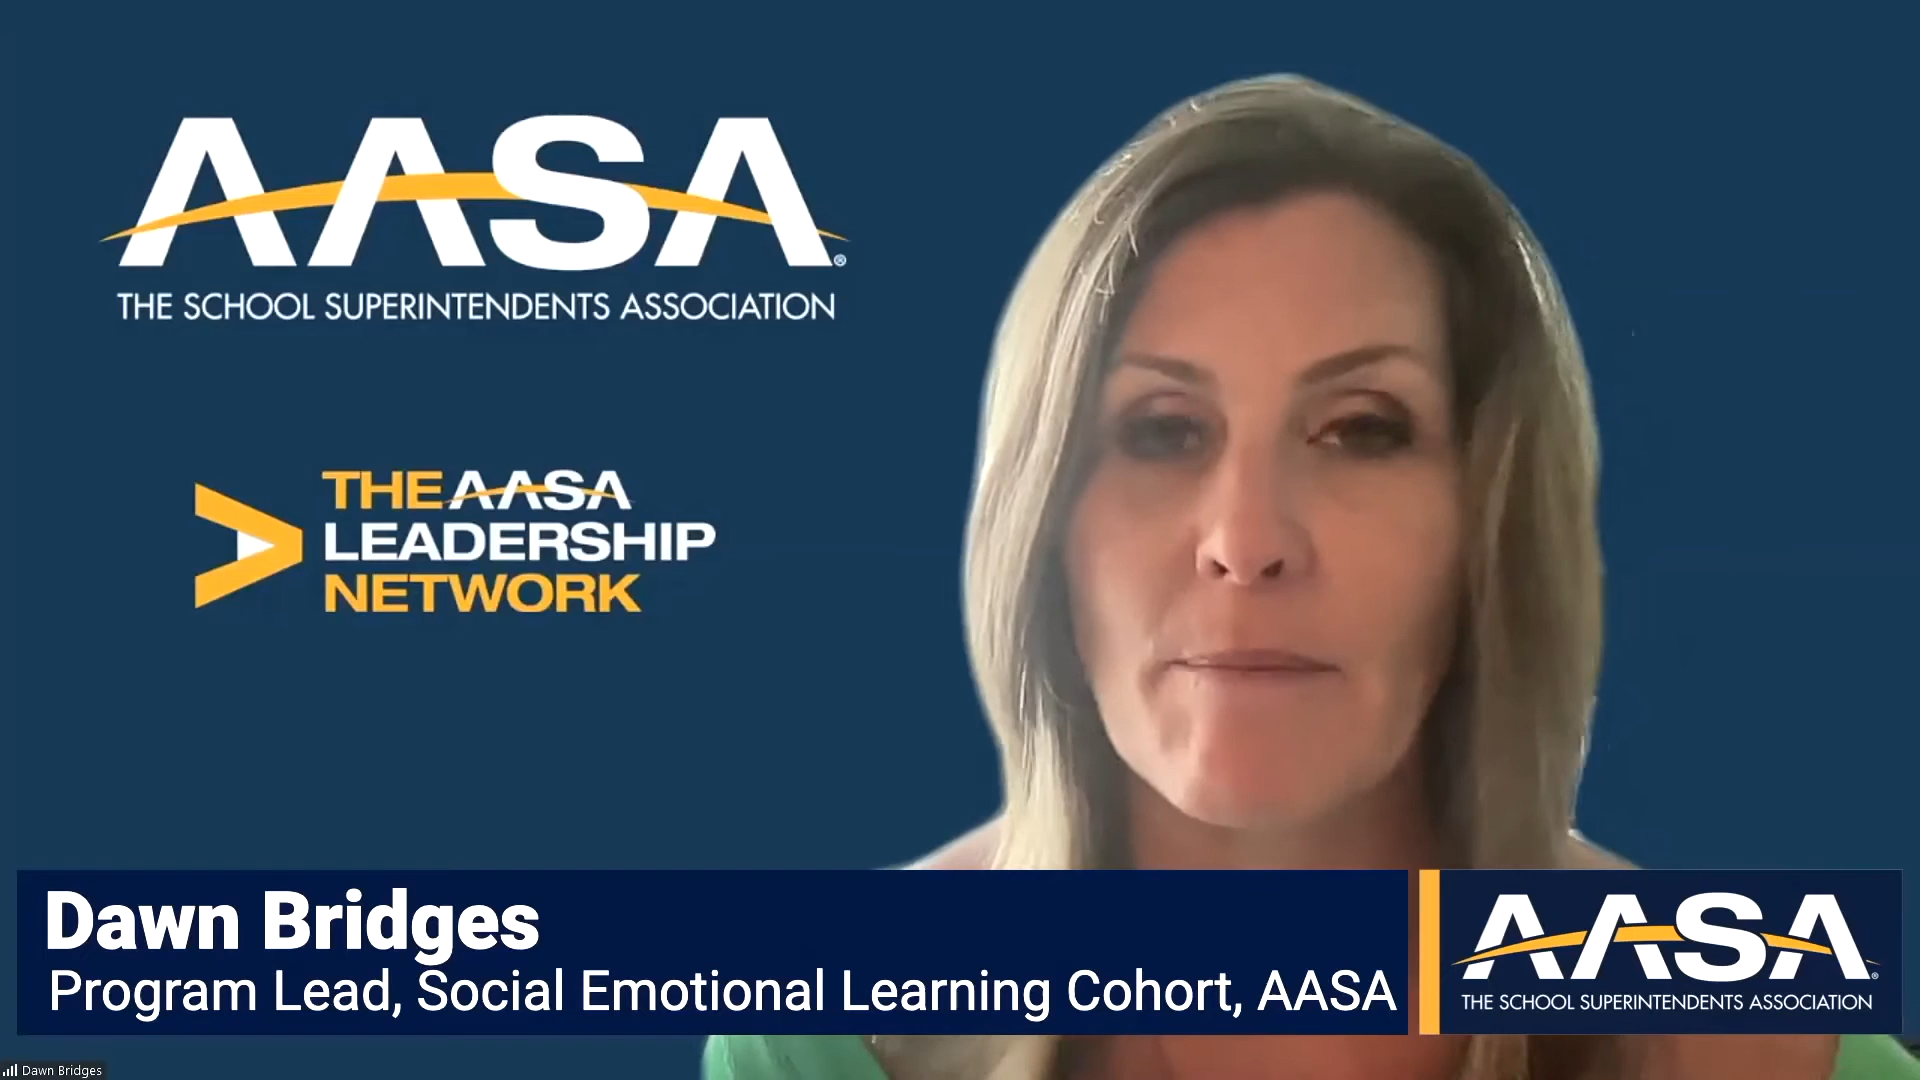 AASA®
THE SCHOOL SUPERINTENDENTS ASSOCIATION
THE AASA
LEADERSHIP
NETWORK
Dawn Bridges
Program Lead, Social Emotional Learning Cohort, AASA
AASA®
THE SCHOOL SUPERINTENDENTS ASSOCIATION
Dawn Bridges